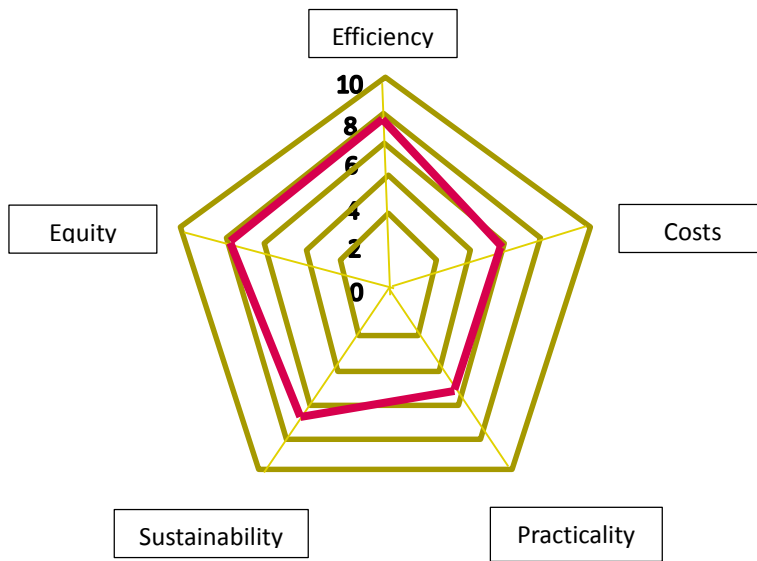 Efficiency
10
8
6
4
2
0
Equity
Costs
Sustainability
Practicality